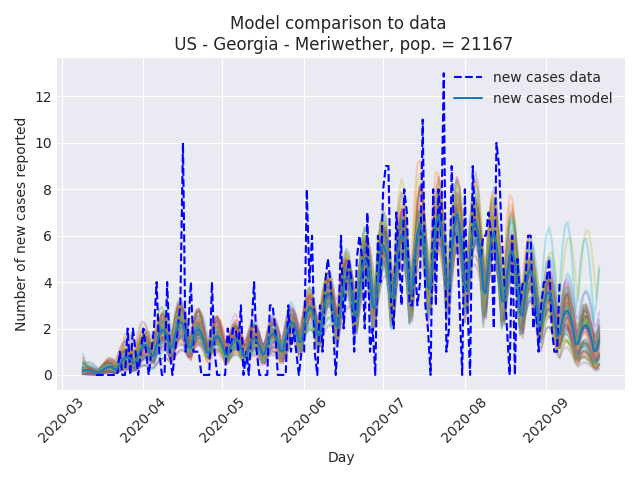 Model comparison to data
US - Georgia - Meriwether, pop. = 21167
new cases data
new cases model
Number of new cases reported
12
10
8
6
4
2
0
2020-03
2020-04
2020-05
2020-06
2020-07
2020-08
2020-09
Day